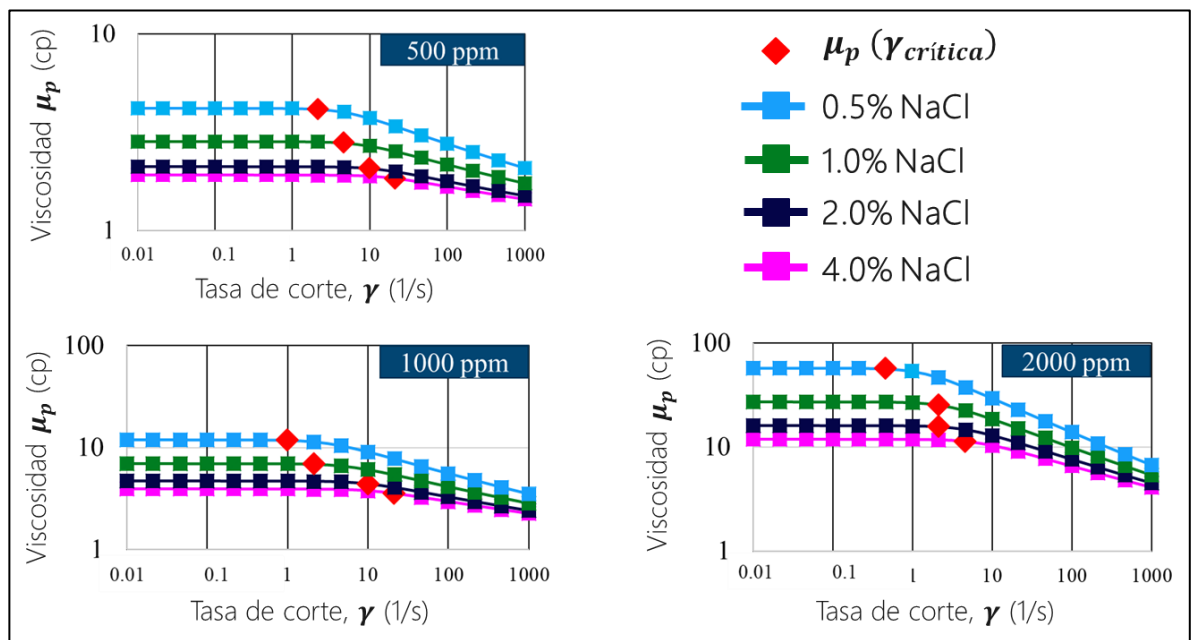 10
500 ppm
Viscosidad μp (cp)
1
0.01 0.1 1 10 100 1000
Tasa de corte, γ (1/s)
μp (γcrítica)
0.5% NaCl
1.0% NaCl
2.0% NaCl
4.0% NaCl
100
1000 ppm
Viscosidad μp (cp)
10
1
0.01 0.1 1 10 100 1000
Tasa de corte, γ (1/s)
100
2000 ppm
Viscosidad μp (cp)
10
1
0.01 0.1 1 10 100 1000
Tasa de corte, γ (1/s)